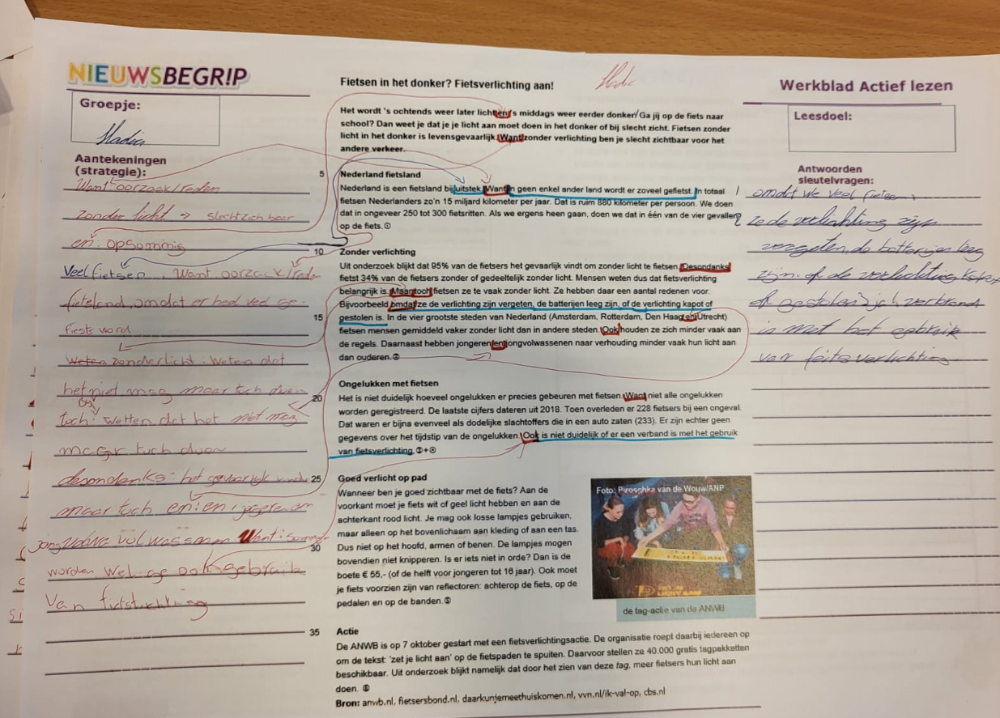 NIEUWSBEGR!P
Groepje:
Hadia
Aantekeningen
(strategie):
Want oorzaak/reden
zonder licht → slecht zichbaar
en: opsommig
Veel fietsen, Want oorzaak/reden
fietsland, omdat er heel veel ge-
fiests word
Weten zonder licht: Weten dat
het niet mag maar toch doen
toch: wetten dat het niet mag
maar toch doen
desondanks: het gevaarlijk
maar toch en: en jongeren en
jong volwassenen Want: sommige
worden wel ge ook gebruik
Van
Fietsen in het donker? Fietsverlichting aan!
Hadia
Het wordt 's ochtends weer later licht en 's middags weer eerder donker/ Ga jij op de fiets naar
school? Dan weet je dat je je licht aan moet doen in het donker of bij slecht zicht. Fietsen zonder
licht in het donker is levensgevaarlijk. Want zonder verlichting ben je slecht zichtbaar voor het
andere verkeer.
5 Nederland fietsland
Nederland is een fietsland bij uitstek. Want in geen enkel ander land wordt er zoveel gefietst. In totaal
fietsen Nederlanders zo'n 15 miljard kilometer per jaar. Dat is ruim 880 kilometer per persoon. We doen
dat in ongeveer 250 tot 300 fietsritten. Als we ergens heen gaan, doen we dat in één van de vier gevallen
op de fiets. ①
10 Zonder verlichting
Uit onderzoek blijkt dat 95% van de fietsers het gevaarlijk vindt om zonder licht te fietsen. Desondanks
fietst 34% van de fietsers zonder of gedeeltelijk zonder licht. Mensen weten dus dat fietsverlichting
belangrijk is. Maar toch fietsen ze te vaak zonder licht. Ze hebben daar een aantal redenen voor.
Bijvoorbeeld omdat ze de verlichting zijn vergeten, de batterijen leeg zijn, of de verlichting kapot of
15 gestolen is. In de vier grootste steden van Nederland (Amsterdam, Rotterdam, Den Haag en Utrecht)
fietsen mensen gemiddeld vaker zonder licht dan in andere steden. Ook houden ze zich minder vaak aan
de regels. Daarnaast hebben jongeren en jongvolwassenen naar verhouding minder vaak hun licht aan
dan ouderen. ②
Ongelukken met fietsen
20 Het is niet duidelijk hoeveel ongelukken er precies gebeuren met fietsen. Want niet alle ongelukken
worden geregistreerd. De laatste cijfers dateren uit 2018. Toen overleden er 228 fietsers bij een ongeval.
Dat waren er bijna evenveel als dodelijke slachtoffers die in een auto zaten (233). Er zijn echter geen
gegevens over het tijdstip van de ongelukken. Ook is niet duidelijk of er een verband is met het gebruik
van fietsverlichting. ③+④
25 Goed verlicht op pad
Wanneer ben je goed zichtbaar met de fiets? Aan de
voorkant moet je fiets wit of geel licht hebben en aan de
achterkant rood licht. Je mag ook losse lampjes gebruiken,
maar alleen op het bovenlichaam aan kleding of aan een tas.
30 Dus niet op het hoofd, armen of benen. De lampjes mogen
bovendien niet knipperen. Is er iets niet in orde? Dan is de
boete € 55,- (of de helft voor jongeren tot 16 jaar). Ook moet
je fiets voorzien zijn van reflectoren: achterop de fiets, op de
pedalen en op de banden. ⑤
Foto: Piroschka van de Wouw/ANP
de tag-actie van de ANWB
35 Actie
De ANWB is op 7 oktober gestart met een fietsverlichtingsactie. De organisatie roept daarbij iedereen op
om de tekst: 'zet je licht aan' op de fietspaden te spuiten. Daarvoor stellen ze 40.000 gratis tagpakketten
beschikbaar. Uit onderzoek blijkt namelijk dat door het zien van deze tag, meer fietsers hun licht aan
doen. ⑥
Bron: anwb.nl, fietsersbond.nl, daarkunjemeethuiskomen.nl, vvn.nl/ik-val-op, cbs.nl
Werkblad Actief lezen
Leesdoel:
Antwoorden
sleutelvragen:
1 omdat we veel fietsen
2 ze de verlichting zijn
vergeten, de batterijen leeg
zijn. of de verlichting kapot
of gestolen verband
is met het gebruik
van feitsverlichting